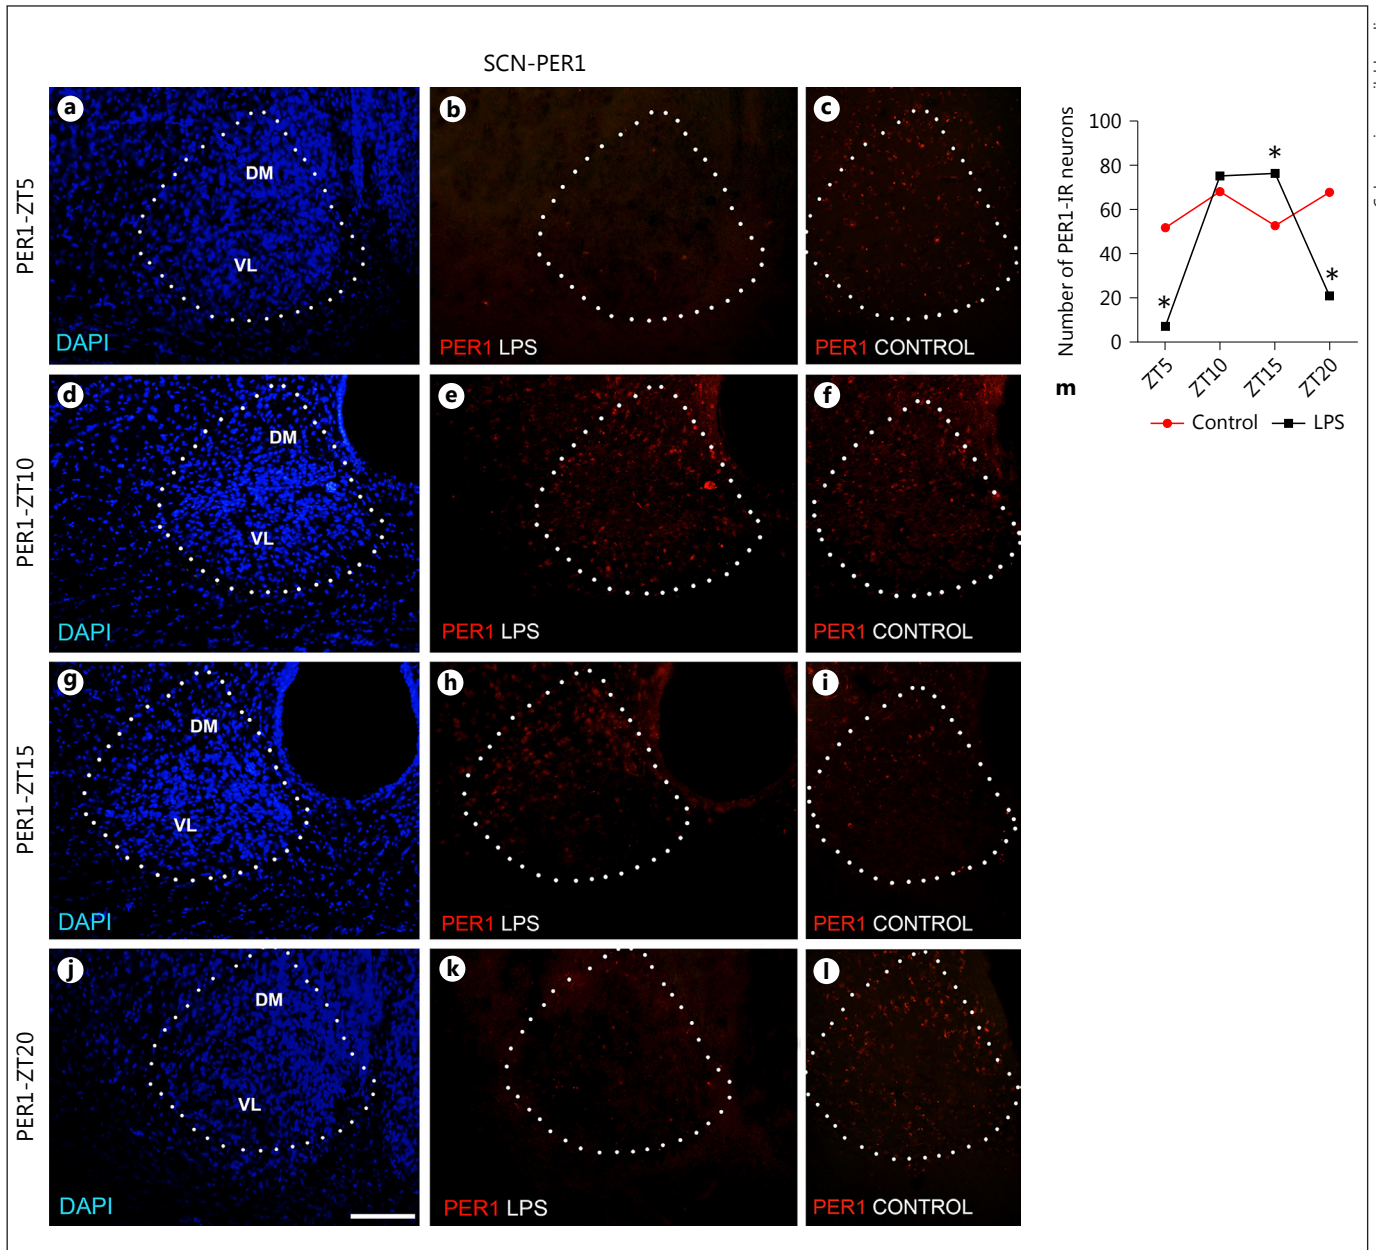 SCN-PER1
PER1-ZT5
a
DM
VL
DAPI
b
PER1 LPS
c
PER1 CONTROL
PER1-ZT10
d
DM
VL
DAPI
e
PER1 LPS
f
PER1 CONTROL
PER1-ZT15
g
DM
VL
DAPI
h
PER1 LPS
i
PER1 CONTROL
PER1-ZT20
j
DM
VL
DAPI
k
PER1 LPS
l
PER1 CONTROL
Number of PER1-IR neurons
100
80
60
40
20
0
*
*
*
ZT5
ZT10
ZT15
ZT20
m
Control
LPS